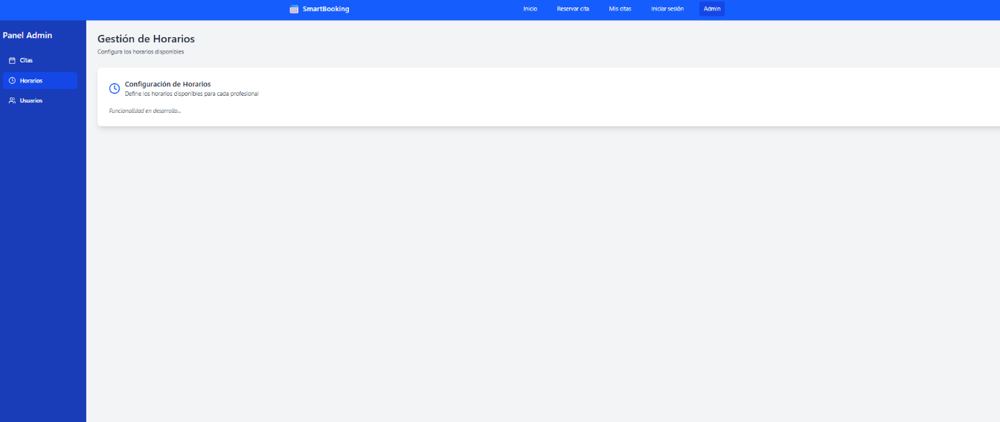 SmartBooking
Inicio
Reservar cita
Mis citas
Iniciar sesión
Admin
Panel Admin
Citas
Horarios
Usuarios
Gestión de Horarios
Configura los horarios disponibles
Configuración de Horarios
Define los horarios disponibles para cada profesional
Funcionalidad en desarrollo...